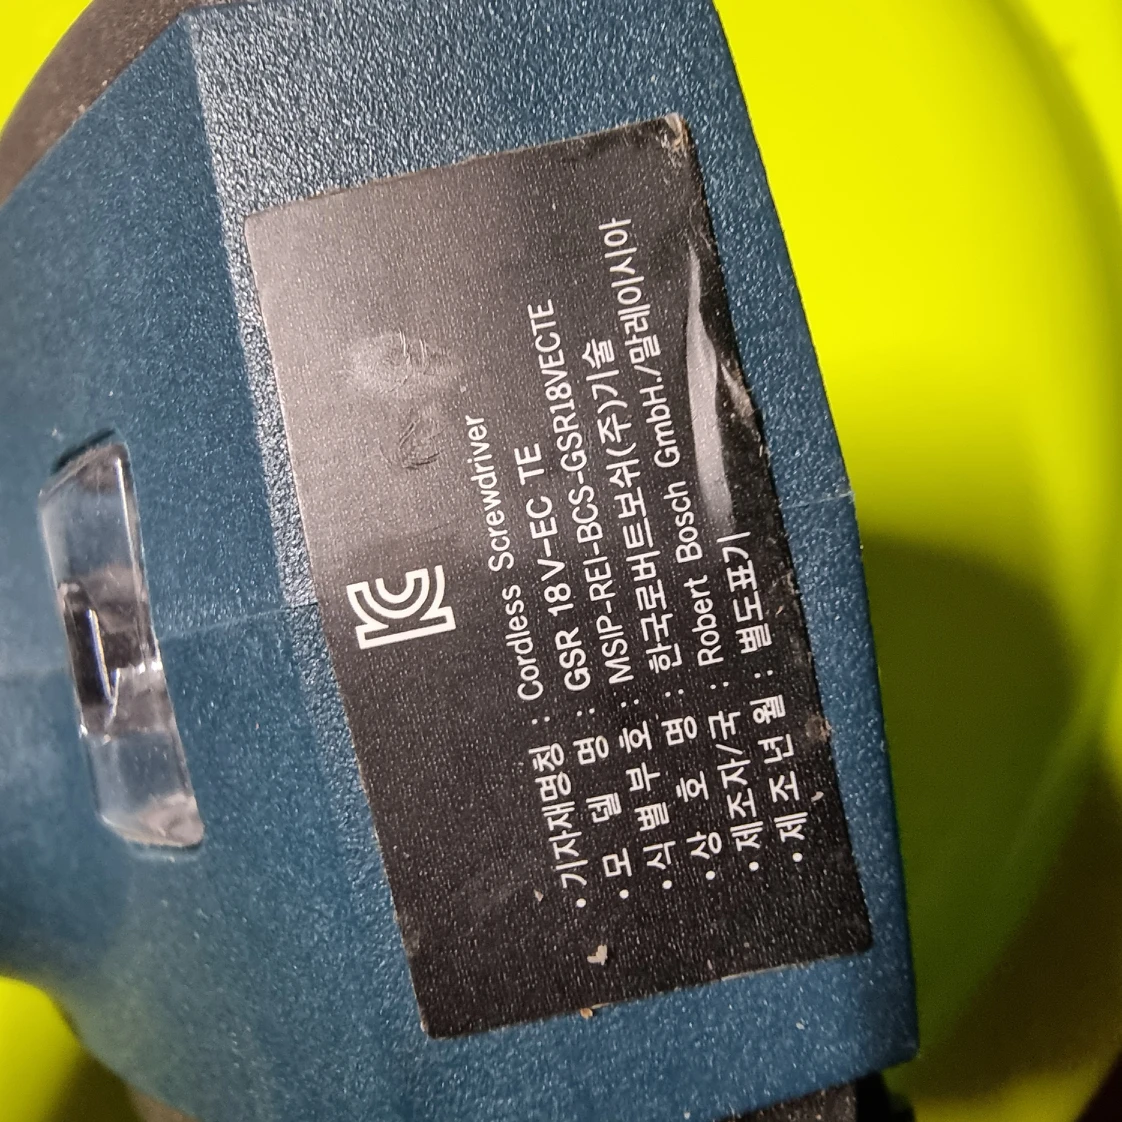 · 기자재명칭 : Cordless Screwdriver
· 모 델 명 : GSR 18V-EC TE
· 식별부호 : MSIP-REI-BCS-GSR18VECTE
· 상 호 명 : 한국로버트보쉬(주)기술
· 제조자/국 : Robert Bosch GmbH./말레이시아
· 제조년월 : 별도표기